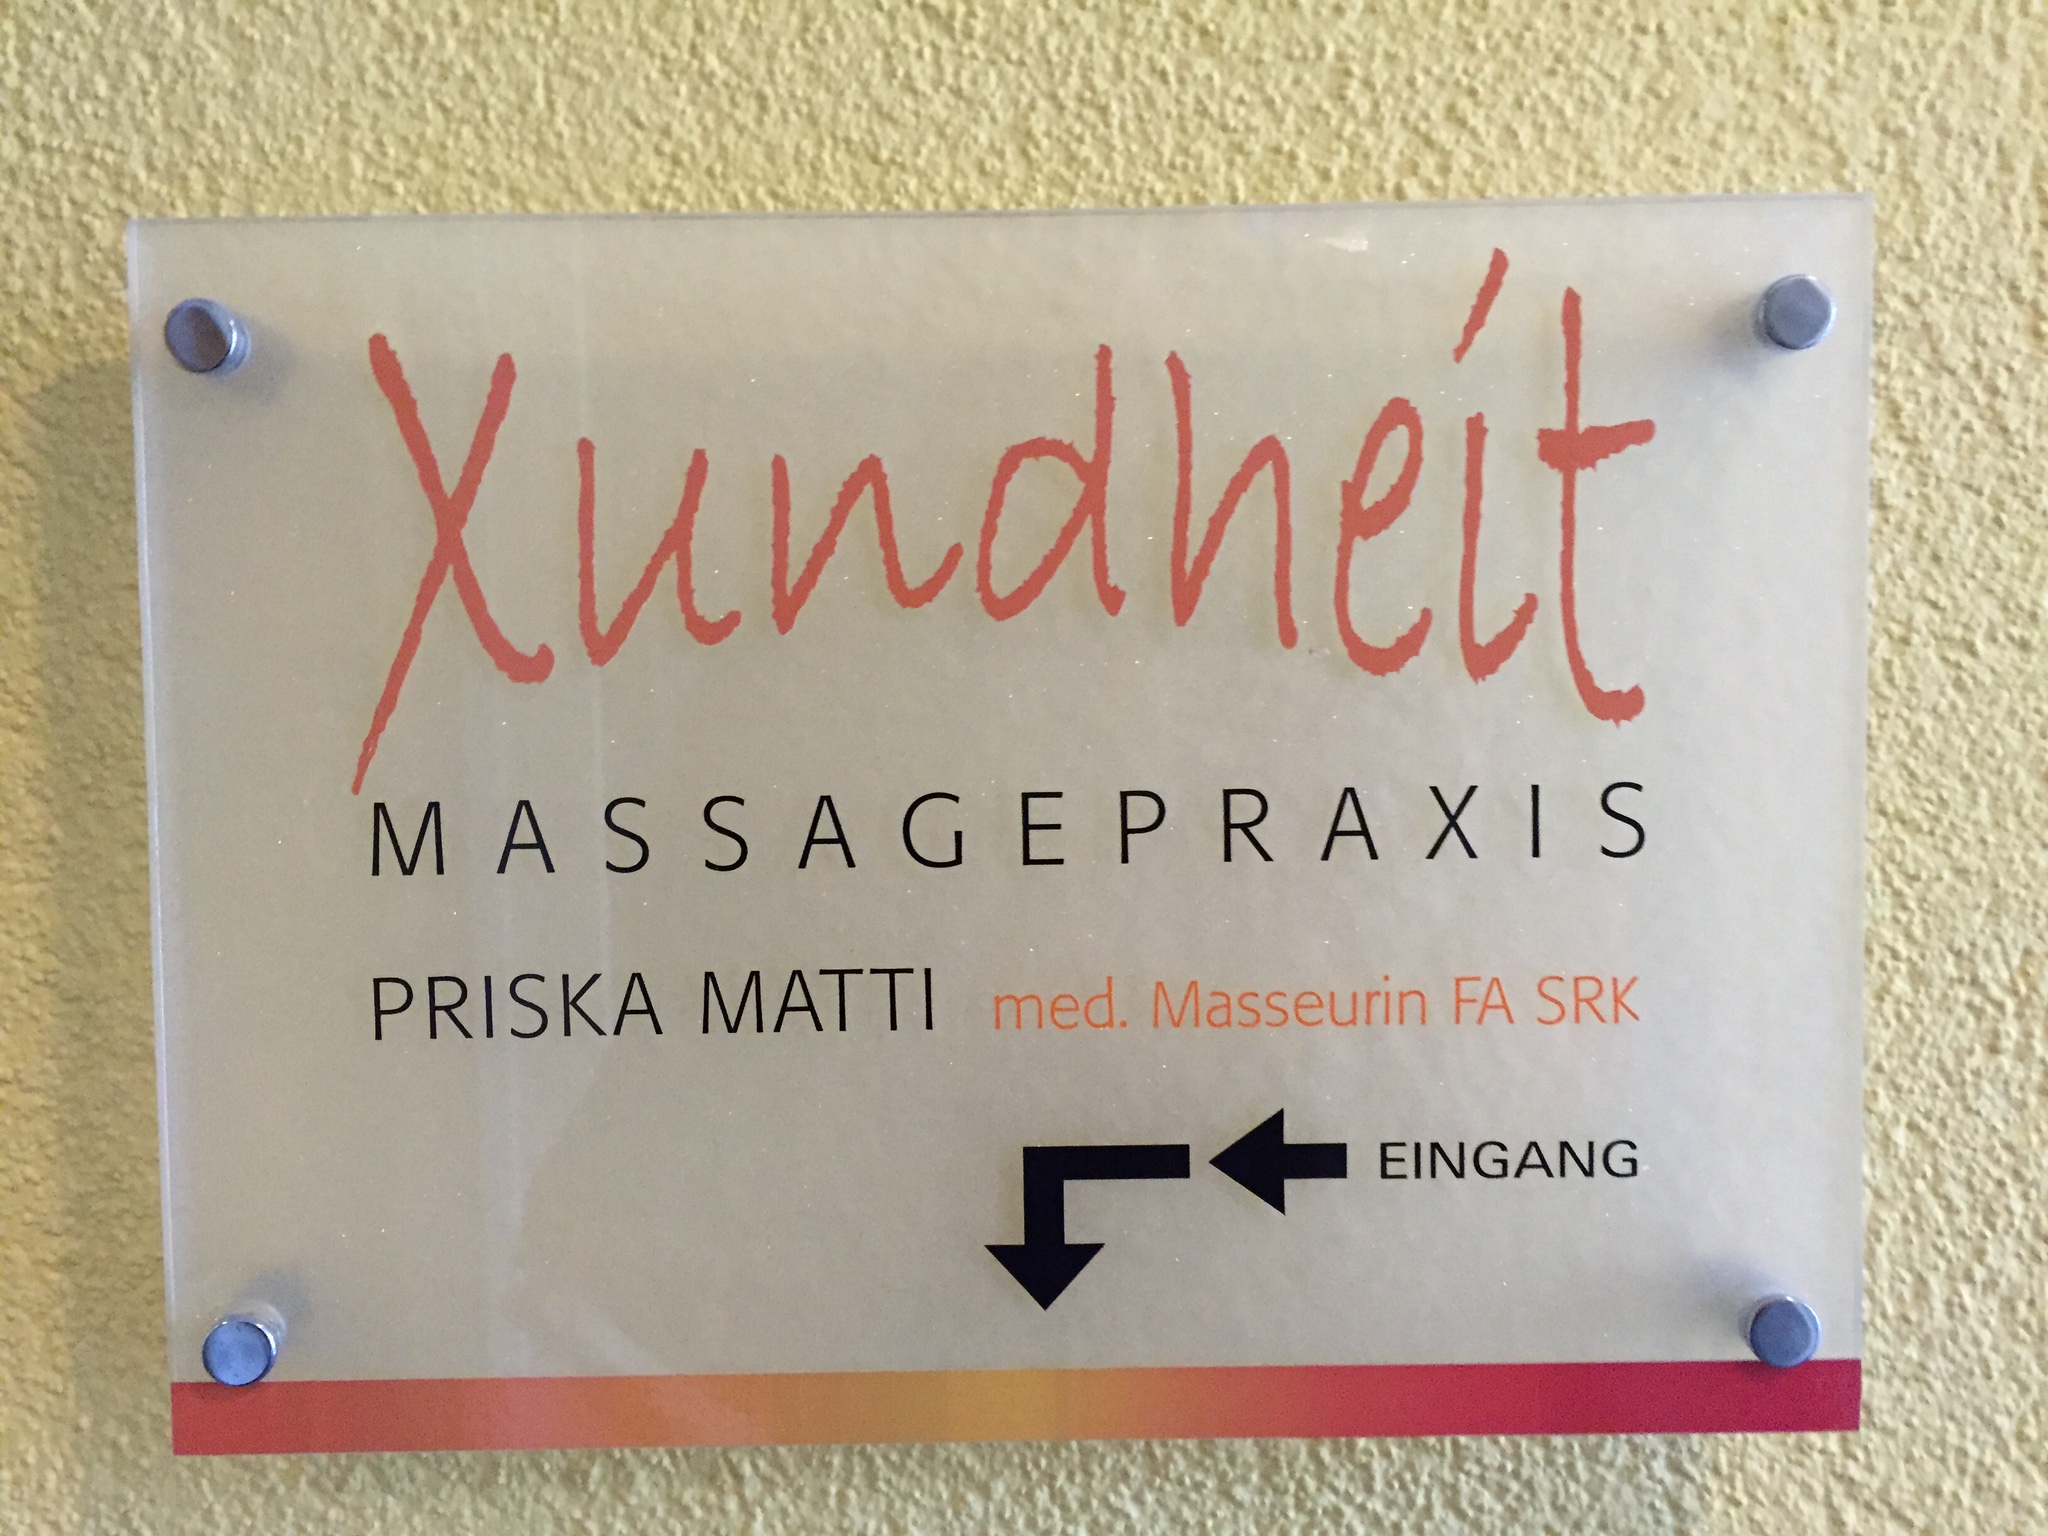 Xundheit
MASSAGEPRAXIS
PRISKA MATTI med. Masseurin FA SRK
EINGANG